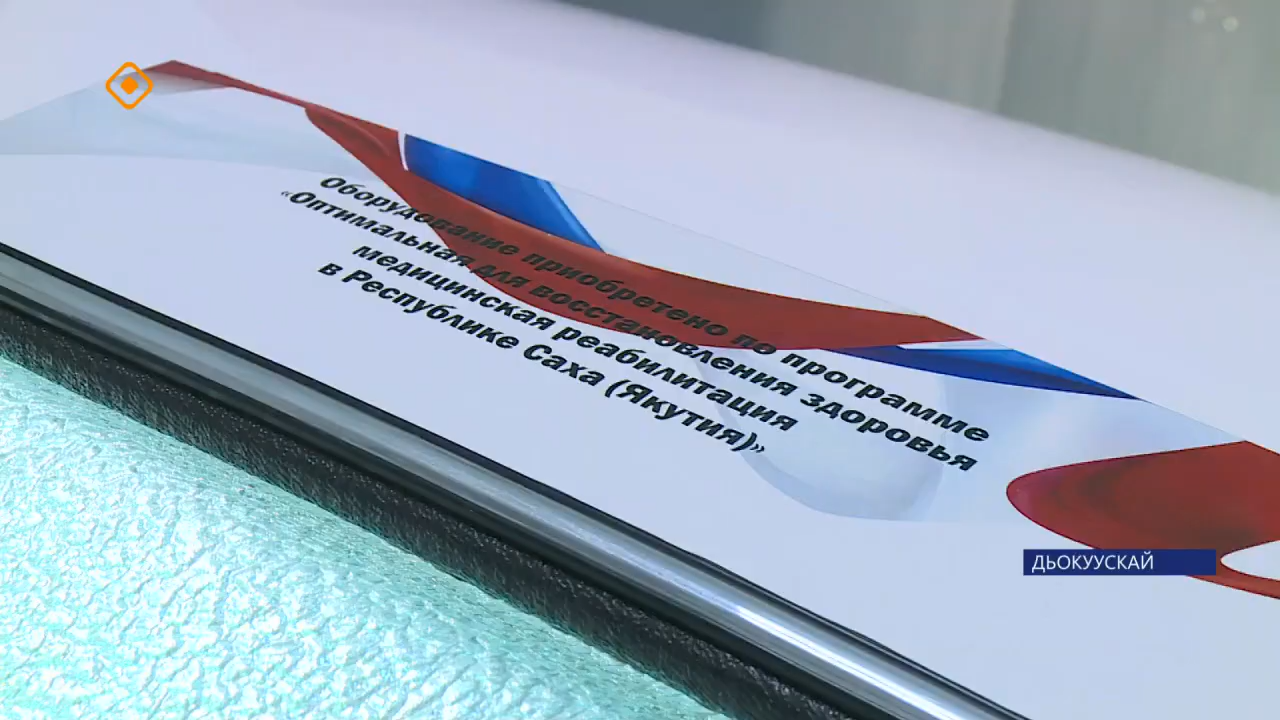 Оборудование приобретено по программе
«Оптимальная для восстановления здоровья
медицинская реабилитация
в Республике Саха (Якутия)»
ДЬОКУУСКАЙ